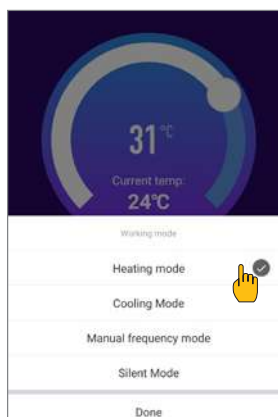 31℃
Current temp:
24℃
Working mode
Heating mode
Cooling Mode
Manual frequency mode
Silent Mode
Done